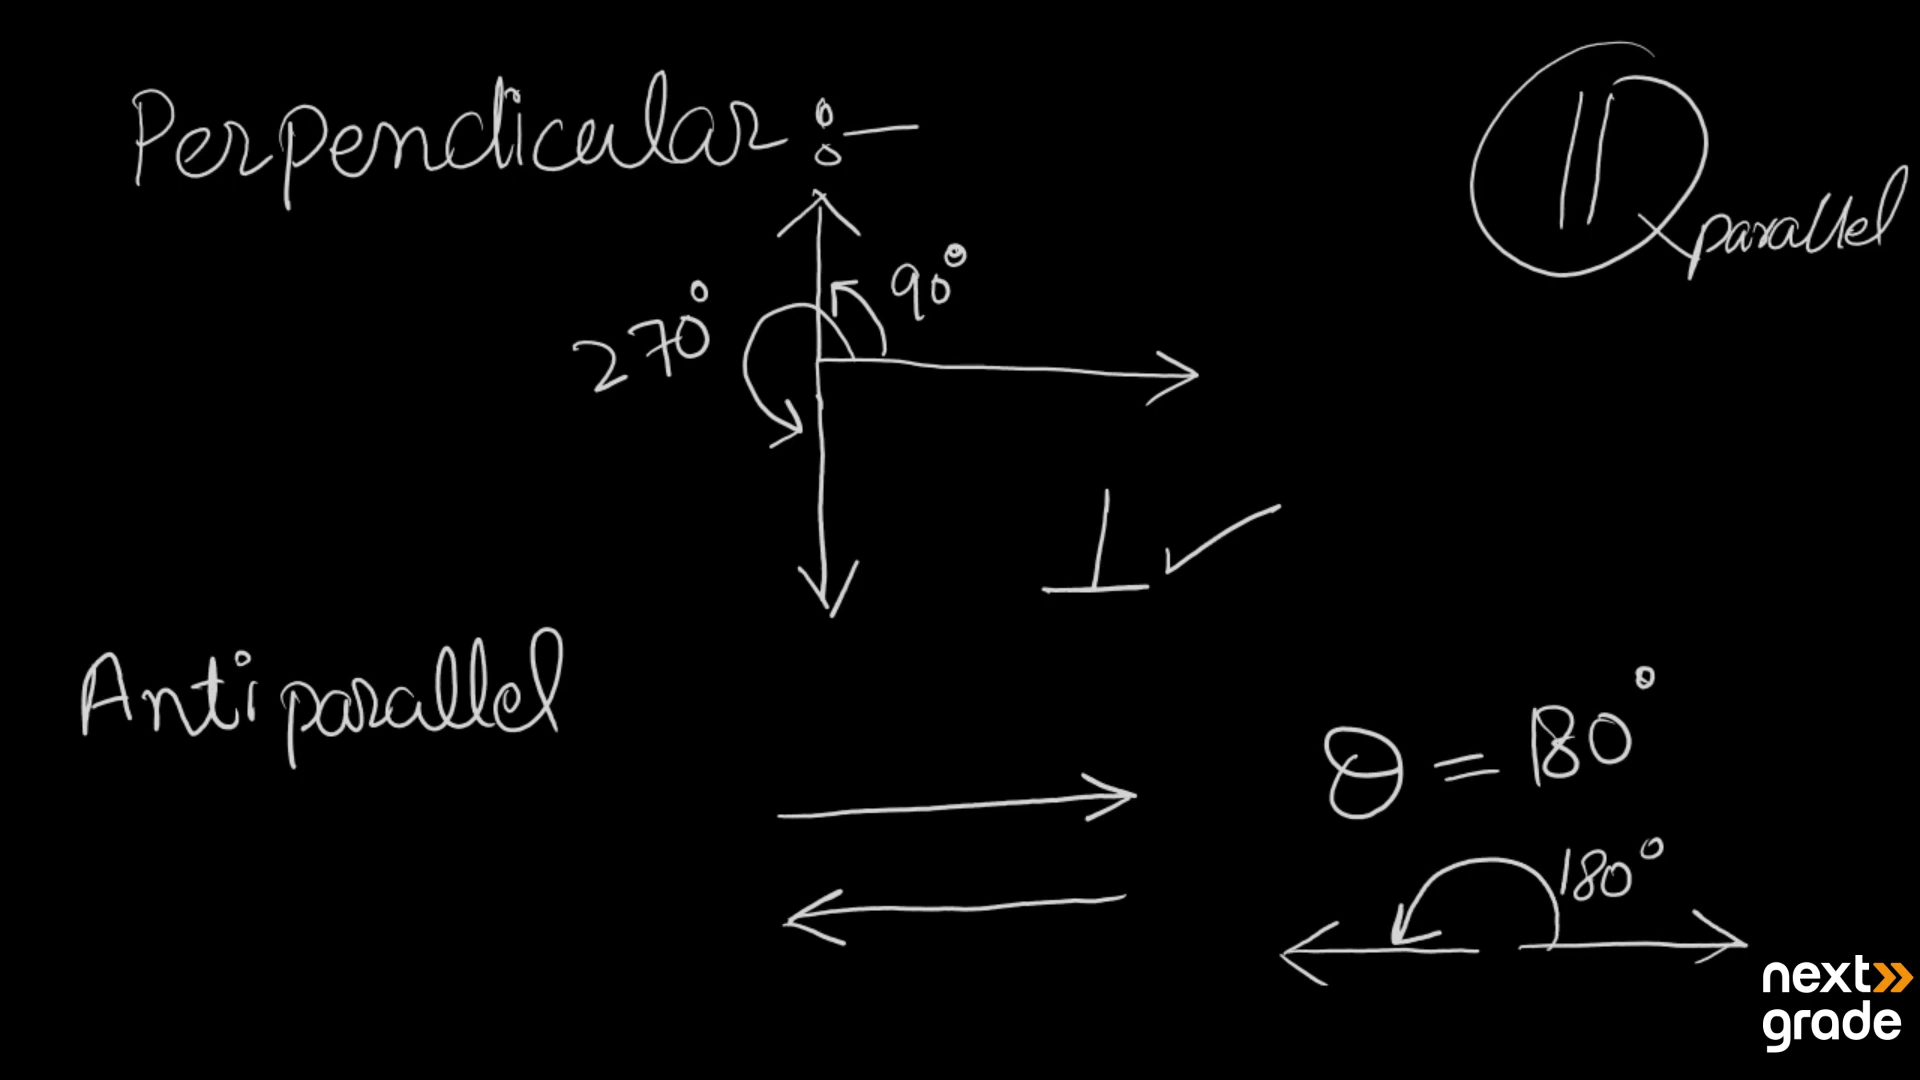 Perpendicular :-
|| parallel
90°
270°
⊥ ✓
Antiparallel
θ = 180°
180°
next
grade